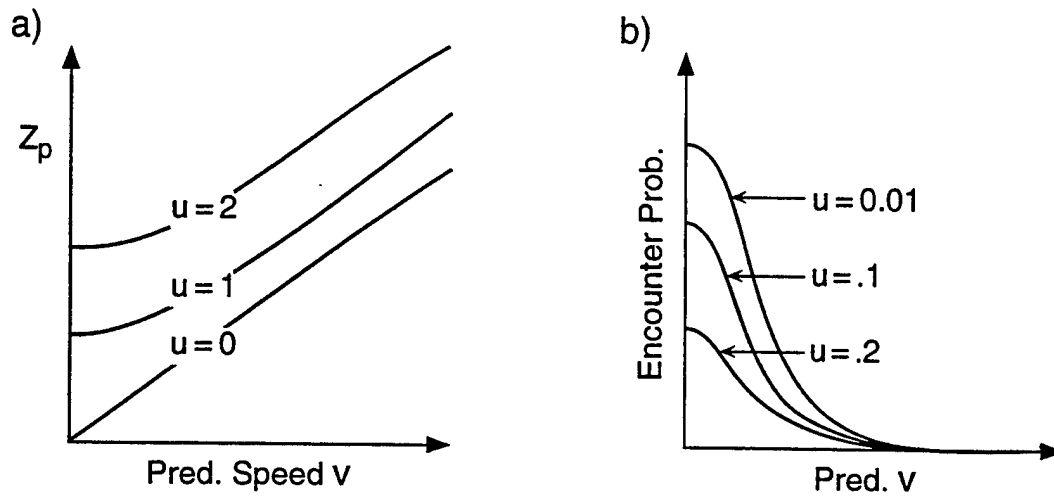 a)
Z_p
u = 2
u = 1
u = 0
Pred. Speed v
b)
Encounter Prob.
u = 0.01
u = .1
u = .2
Pred. v